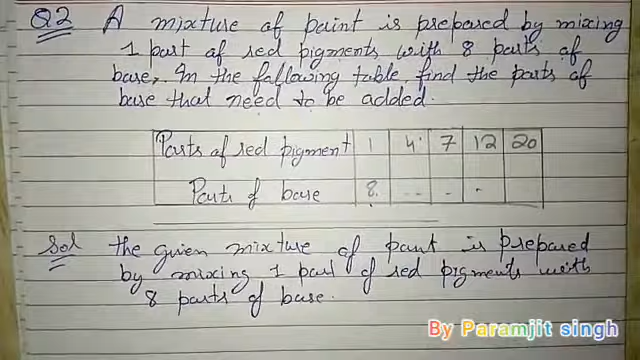 Q2 A mixture of paint is prepared by mixing
1 part of red pigments with 8 parts of
base. In the following table, find the parts of
base that need to be added.
Parts of red pigment 1 4 7 12 20
Parts of base 8 .. - .
Sol the given mixture of paint is prepared
by mixing 1 part of red pigments with
8 parts of base.
By Paramjit singh